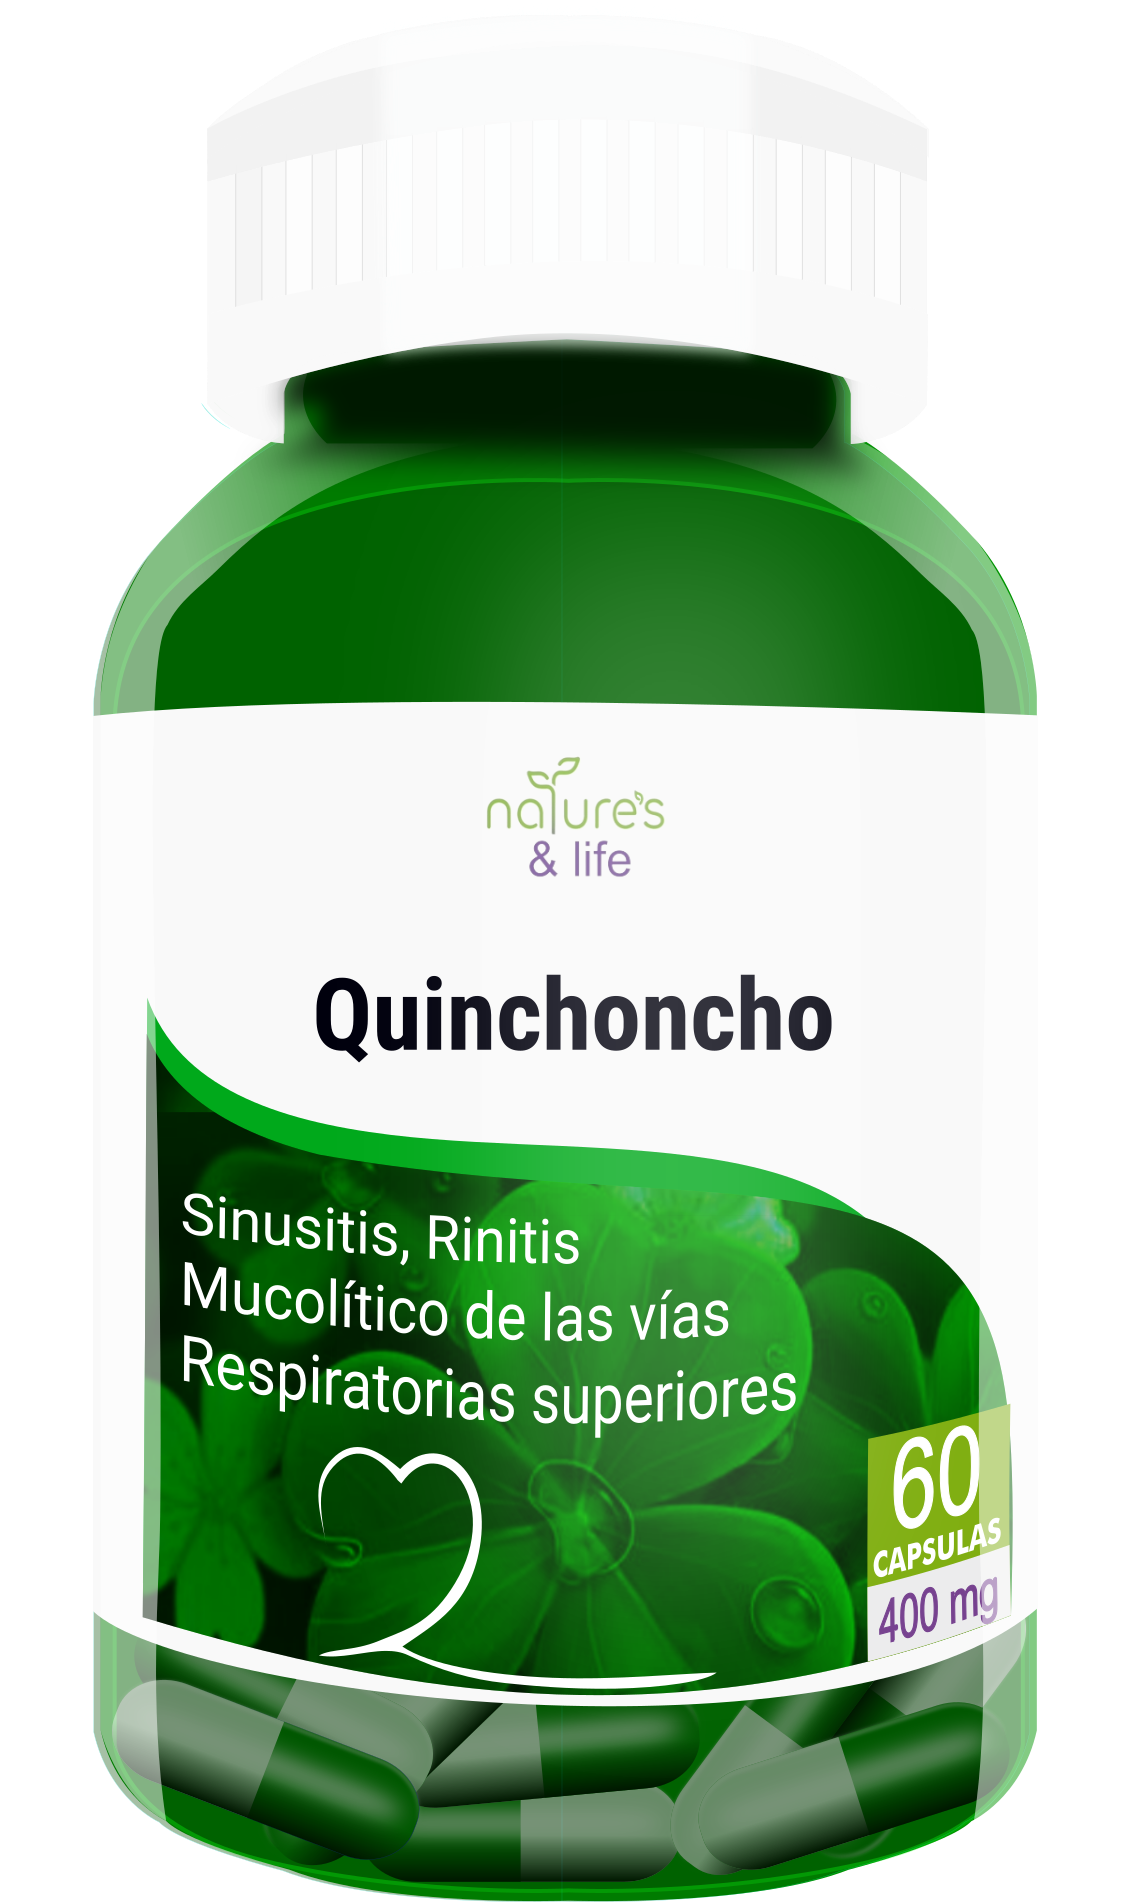 nature's
& life
Quinchoncho
Sinusitis, Rinitis
Mucolítico de las vías
Respiratorias superiores
60
CAPSULAS
400 mg